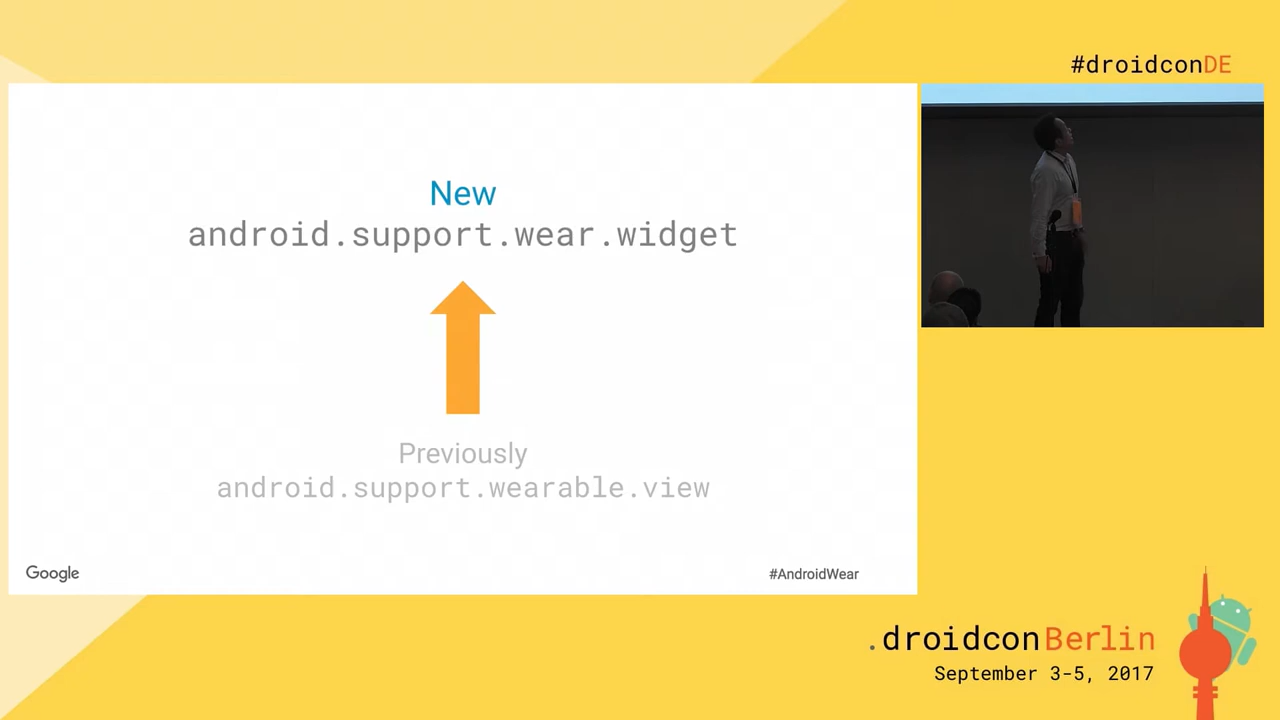 #droidconDE
New
android.support.wear.widget
Previously
android.support.wearable.view
Google
#AndroidWear
.droidconBerlin
September 3-5, 2017